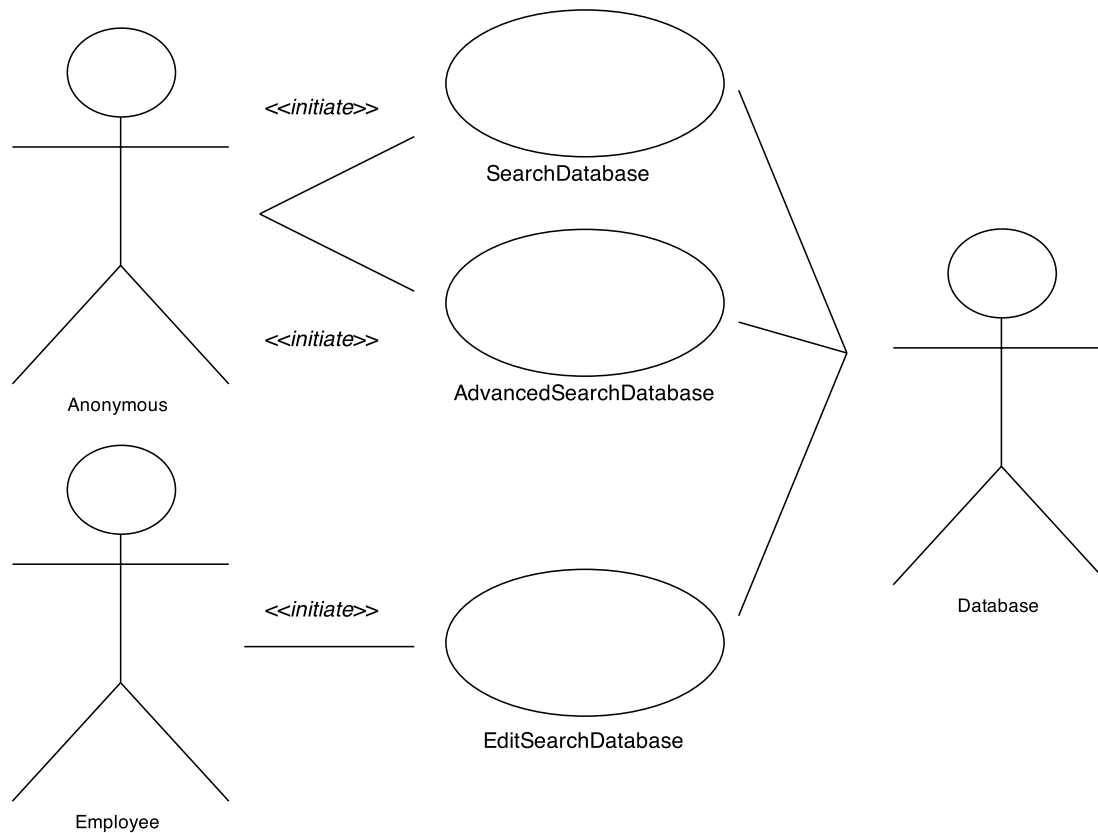 <<initiate>>
SearchDatabase
<<initiate>>
AdvancedSearchDatabase
Anonymous
<<initiate>>
Database
EditSearchDatabase
Employee